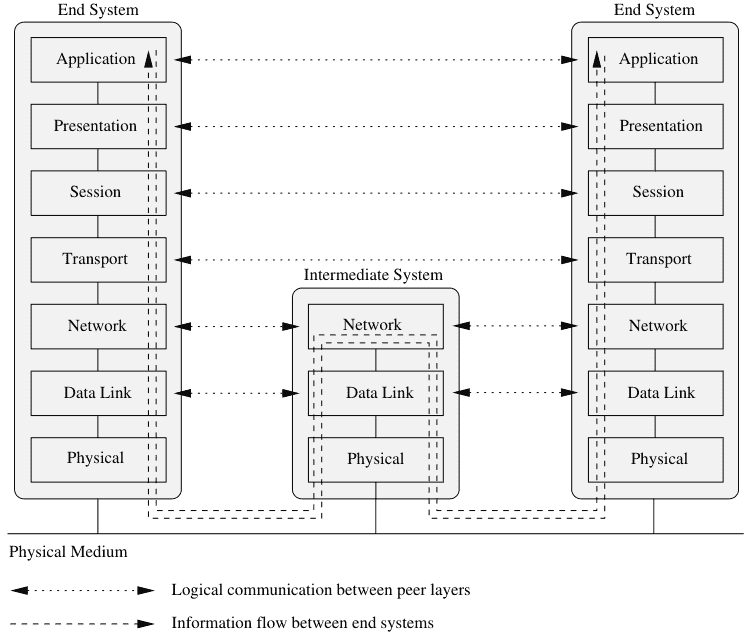 End System
End System
Application
Application
Presentation
Presentation
Session
Session
Transport
Transport
Intermediate System
Network
Network
Network
Data Link
Data Link
Data Link
Physical
Physical
Physical
Physical Medium
Logical communication between peer layers
Information flow between end systems